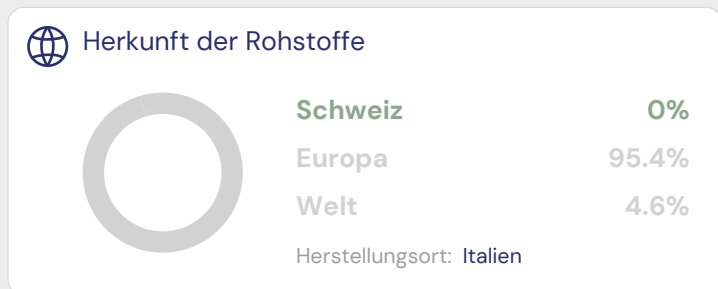 Herkunft der Rohstoffe
Schweiz 0%
Europa 95.4%
Welt 4.6%
Herstellungsort: Italien